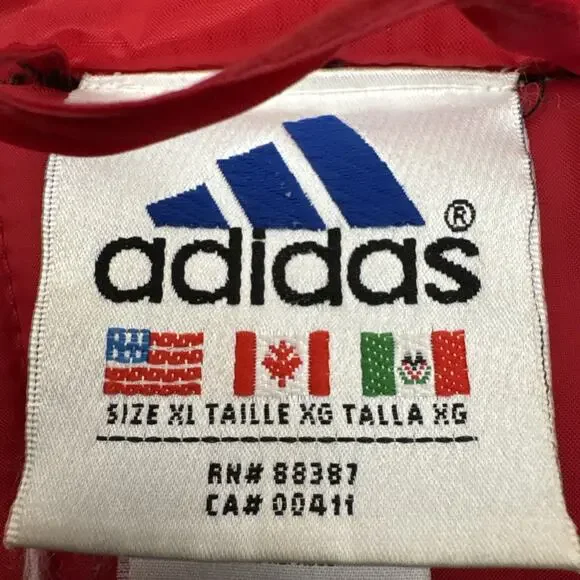 adidas®
SIZE XL TAILLE XG TALLA XG
RN# 88387
CA# 00411